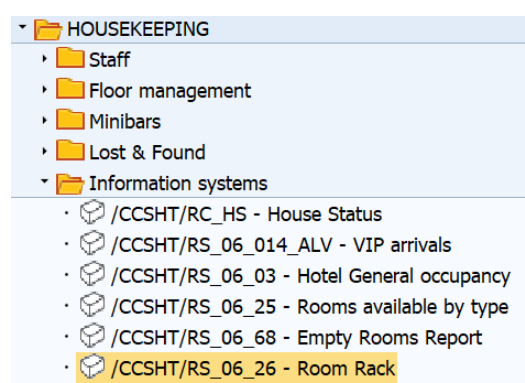 HOUSEKEEPING
Staff
Floor management
Minibars
Lost & Found
Information systems
/CCSHT/RC_HS - House Status
/CCSHT/RS_06_014_ALV - VIP arrivals
/CCSHT/RS_06_03 - Hotel General occupancy
/CCSHT/RS_06_25 - Rooms available by type
/CCSHT/RS_06_68 - Empty Rooms Report
/CCSHT/RS_06_26 - Room Rack